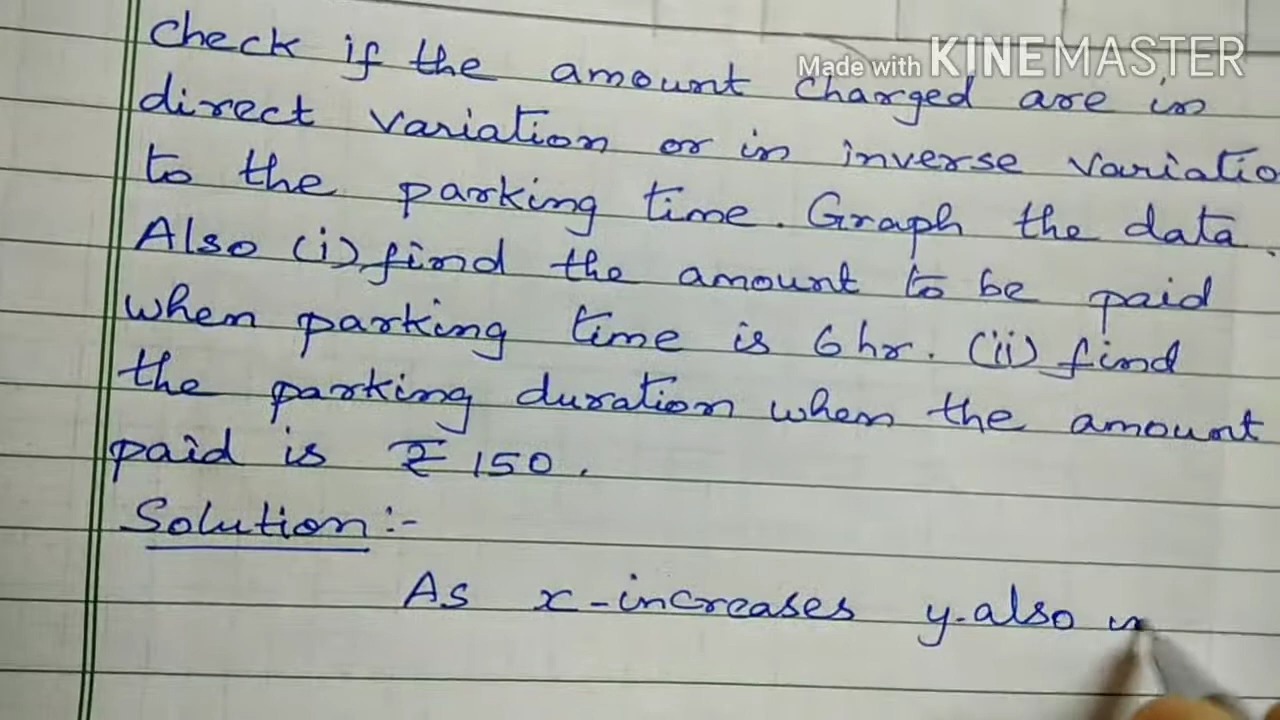 Made with KINEMASTER
Check if the amount charged are in
direct variation or in inverse variatio
to the parking time. Graph the data.
Also (i) find the amount to be paid
when parking time is 6hr. (ii) find
the parking duration when the amount
paid is ₹ 150.
Solution:-
As x-increases y-also in